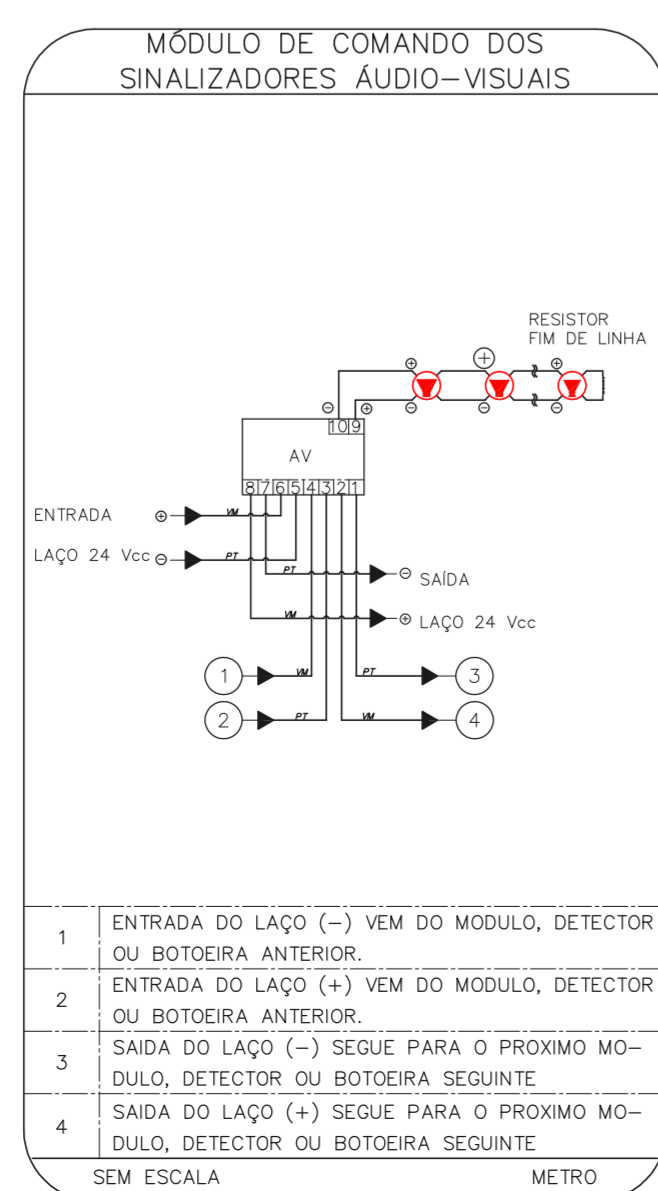 MÓDULO DE COMANDO DOS
SINALIZADORES ÁUDIO-VISUAIS
RESISTOR
FIM DE LINHA
⊕ ⊕ ⊕
⊖ ⊕ ⊖ ⊖ ⊖
10 9
AV
8 7 6 5 4 3 2 1
ENTRADA ⊕ VM
LAÇO 24 Vcc ⊖ PT
PT ⊖ SAÍDA
VM ⊕ LAÇO 24 Vcc
1 VM PT 3
2 PT VM 4
1 ENTRADA DO LAÇO (-) VEM DO MODULO, DETECTOR
OU BOTOEIRA ANTERIOR.
2 ENTRADA DO LAÇO (+) VEM DO MODULO, DETECTOR
OU BOTOEIRA ANTERIOR.
3 SAIDA DO LAÇO (-) SEGUE PARA O PROXIMO MO-
DULO, DETECTOR OU BOTOEIRA SEGUINTE
4 SAIDA DO LAÇO (+) SEGUE PARA O PROXIMO MO-
DULO, DETECTOR OU BOTOEIRA SEGUINTE
SEM ESCALA METRO